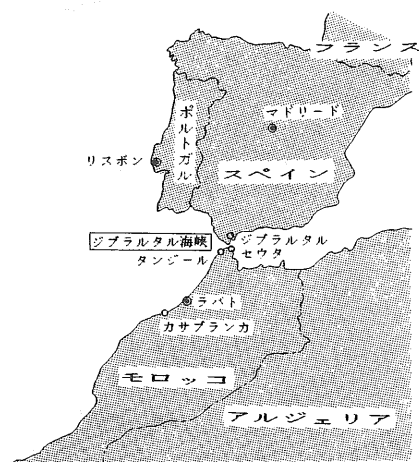 フランス
マドリード
ポルトガル
リスボン
スペイン
ジブラルタル海峡
ジブラルタル
タンジール
セウタ
ラバト
カサブランカ
モロッコ
アルジェリア